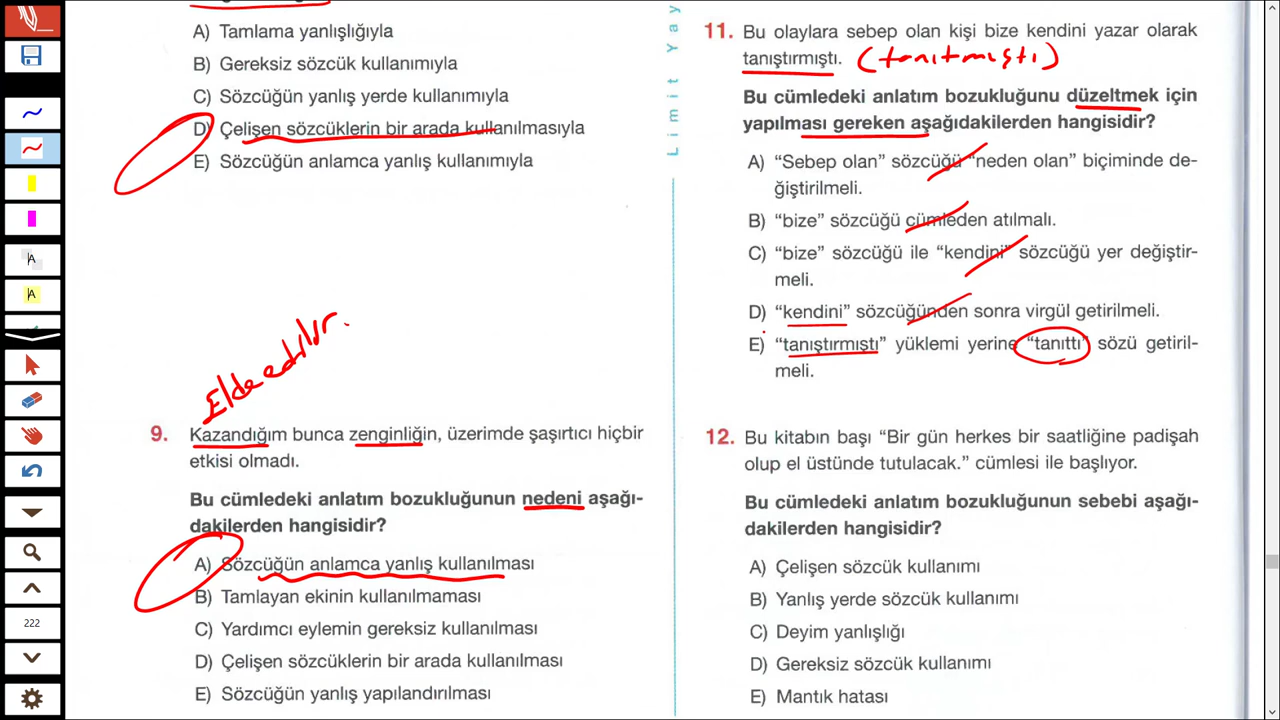 A) Tamlama yanlışlığıyla
B) Gereksiz sözcük kullanımıyla
C) Sözcüğün yanlış yerde kullanımıyla
D) Çelişen sözcüklerin bir arada kullanılmasıyla
E) Sözcüğün anlamca yanlış kullanımıyla
Elde edilir.
9. Kazandığım bunca zenginliğin, üzerimde şaşırtıcı hiçbir
etkisi olmadı.
Bu cümledeki anlatım bozukluğunun nedeni aşağı-
dakilerden hangisidir?
A) Sözcüğün anlamca yanlış kullanılması
B) Tamlayan ekinin kullanılmaması
C) Yardımcı eylemin gereksiz kullanılması
D) Çelişen sözcüklerin bir arada kullanılması
E) Sözcüğün yanlış yapılandırılması
Limit Yay
11. Bu olaylara sebep olan kişi bize kendini yazar olarak
tanıştırmıştı. (tanıtmıştı)
Bu cümledeki anlatım bozukluğunu düzeltmek için
yapılması gereken aşağıdakilerden hangisidir?
A) “Sebep olan” sözcüğü “neden olan” biçiminde de-
ğiştirilmeli.
B) “bize” sözcüğü cümleden atılmalı.
C) “bize” sözcüğü ile “kendini” sözcüğü yer değiştir-
meli.
D) “kendini” sözcüğünden sonra virgül getirilmeli.
E) “tanıştırmıştı” yüklemi yerine “tanıttı” sözü getiril-
meli.
12. Bu kitabın başı “Bir gün herkes bir saatliğine padişah
olup el üstünde tutulacak.” cümlesi ile başlıyor.
Bu cümledeki anlatım bozukluğunun sebebi aşağı-
dakilerden hangisidir?
A) Çelişen sözcük kullanımı
B) Yanlış yerde sözcük kullanımı
C) Deyim yanlışlığı
D) Gereksiz sözcük kullanımı
E) Mantık hatası
A
A
222